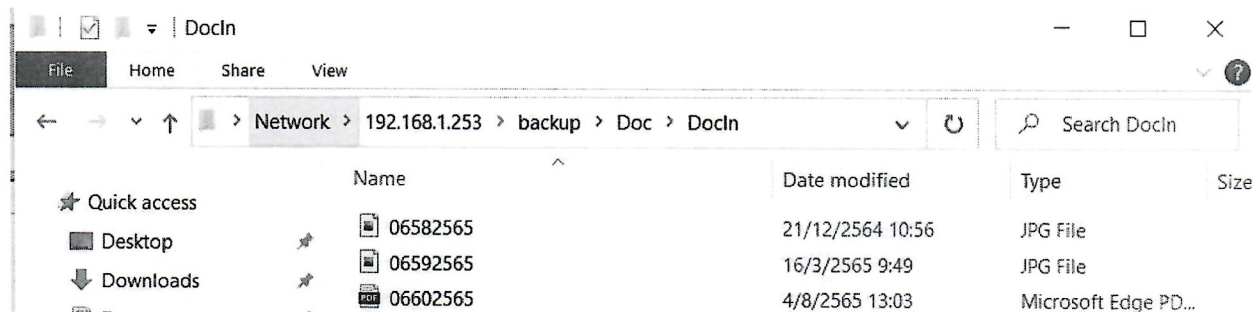 DocIn
File Home Share View
Network > 192.168.1.253 > backup > Doc > DocIn Search DocIn
Name Date modified Type Size
Quick access
Desktop
Downloads
06582565 21/12/2564 10:56 JPG File
06592565 16/3/2565 9:49 JPG File
PDF 06602565 4/8/2565 13:03 Microsoft Edge PD...